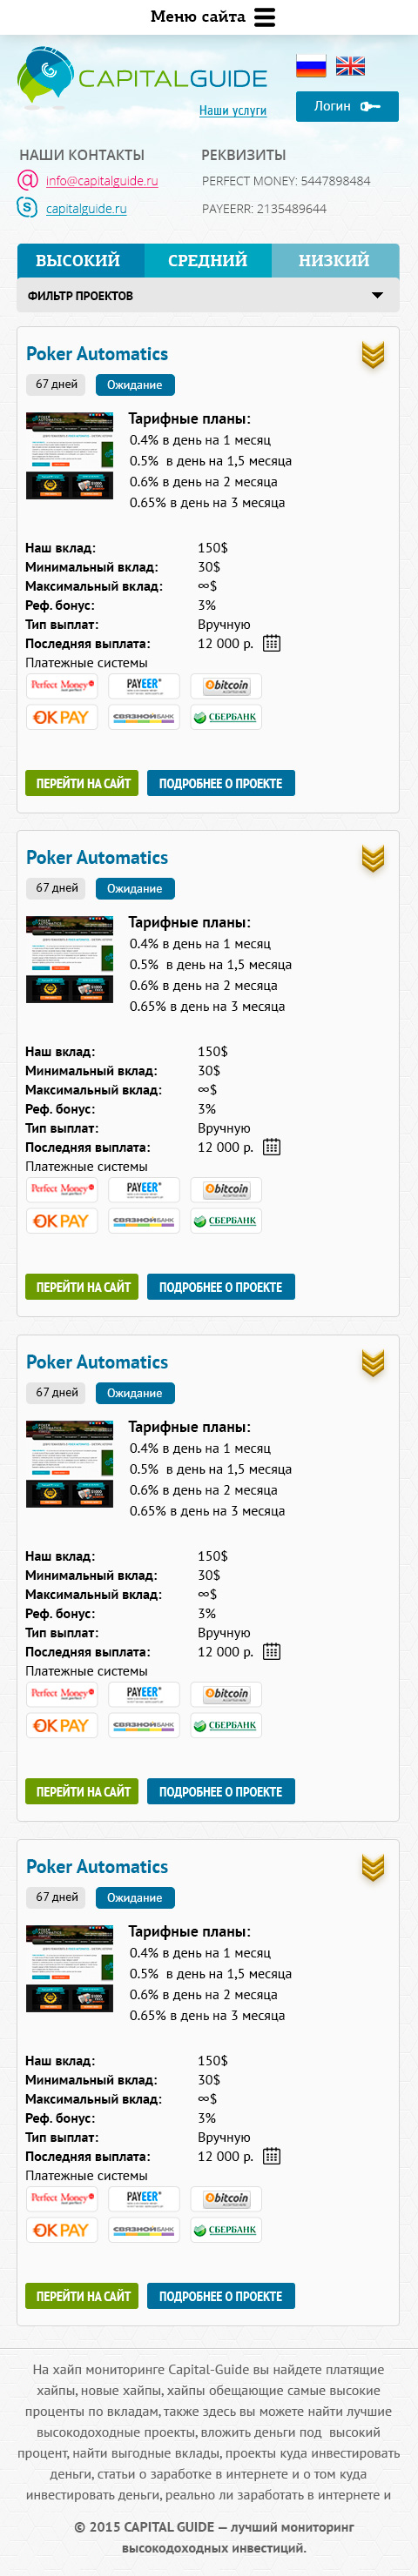 Меню сайта
CAPITALGUIDE
Наши услуги
Логин
НАШИ КОНТАКТЫ
РЕКВИЗИТЫ
info@capitalguide.ru
PERFECT MONEY: 5447898484
capitalguide.ru
PAYEERR: 2135489644
ВЫСОКИЙ СРЕДНИЙ НИЗКИЙ
ФИЛЬТР ПРОЕКТОВ
Poker Automatics
67 дней Ожидание
Тарифные планы:
0.4% в день на 1 месяц
0.5% в день на 1,5 месяца
0.6% в день на 2 месяца
0.65% в день на 3 месяца
Наш вклад: 150$
Минимальный вклад: 30$
Максимальный вклад: ∞$
Реф. бонус: 3%
Тип выплат: Вручную
Последняя выплата: 12 000 р.
Платежные системы
Perfect Money PAYEER bitcoin
OKPAY СВЯЗНОЙБАНК СБЕРБАНК
ПЕРЕЙТИ НА САЙТ ПОДРОБНЕЕ О ПРОЕКТЕ
Poker Automatics
67 дней Ожидание
Тарифные планы:
0.4% в день на 1 месяц
0.5% в день на 1,5 месяца
0.6% в день на 2 месяца
0.65% в день на 3 месяца
Наш вклад: 150$
Минимальный вклад: 30$
Максимальный вклад: ∞$
Реф. бонус: 3%
Тип выплат: Вручную
Последняя выплата: 12 000 р.
Платежные системы
Perfect Money PAYEER bitcoin
OKPAY СВЯЗНОЙБАНК СБЕРБАНК
ПЕРЕЙТИ НА САЙТ ПОДРОБНЕЕ О ПРОЕКТЕ
Poker Automatics
67 дней Ожидание
Тарифные планы:
0.4% в день на 1 месяц
0.5% в день на 1,5 месяца
0.6% в день на 2 месяца
0.65% в день на 3 месяца
Наш вклад: 150$
Минимальный вклад: 30$
Максимальный вклад: ∞$
Реф. бонус: 3%
Тип выплат: Вручную
Последняя выплата: 12 000 р.
Платежные системы
Perfect Money PAYEER bitcoin
OKPAY СВЯЗНОЙБАНК СБЕРБАНК
ПЕРЕЙТИ НА САЙТ ПОДРОБНЕЕ О ПРОЕКТЕ
Poker Automatics
67 дней Ожидание
Тарифные планы:
0.4% в день на 1 месяц
0.5% в день на 1,5 месяца
0.6% в день на 2 месяца
0.65% в день на 3 месяца
Наш вклад: 150$
Минимальный вклад: 30$
Максимальный вклад: ∞$
Реф. бонус: 3%
Тип выплат: Вручную
Последняя выплата: 12 000 р.
Платежные системы
Perfect Money PAYEER bitcoin
OKPAY СВЯЗНОЙБАНК СБЕРБАНК
ПЕРЕЙТИ НА САЙТ ПОДРОБНЕЕ О ПРОЕКТЕ
На хайп мониторинге Capital-Guide вы найдете платящие
хайпы, новые хайпы, хайпы обещающие самые высокие
проценты по вкладам, также здесь вы можете найти лучшие
высокодоходные проекты, вложить деньги под высокий
процент, найти выгодные вклады, проекты куда инвестировать
деньги, статьи о заработке в интернете и о том куда
инвестировать деньги, реально ли заработать в интернете и
© 2015 CAPITAL GUIDE — лучший мониторинг
высокодоходных инвестиций.